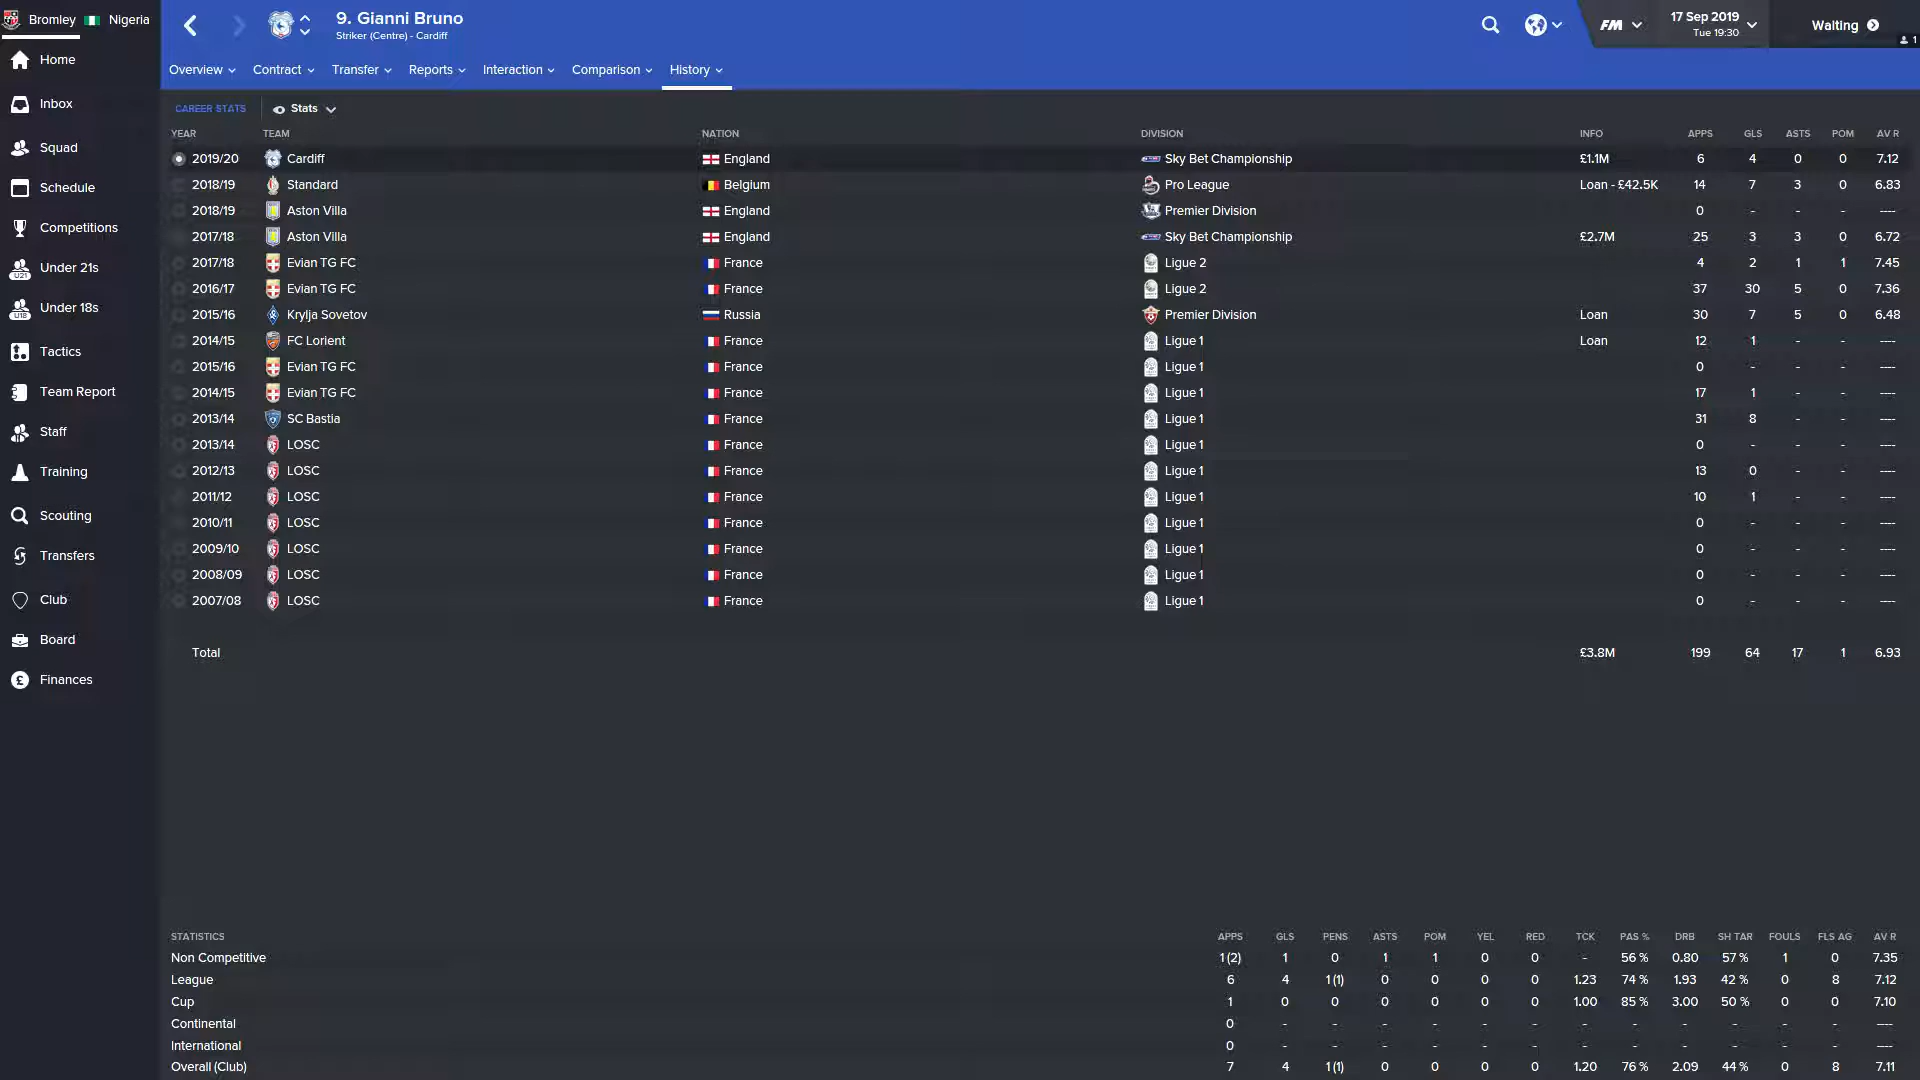 Bromley Nigeria
9. Gianni Bruno
Striker (Centre) - Cardiff
FM
17 Sep 2019
Tue 19:30
Waiting
1
Home
Inbox
Squad
Schedule
Competitions
Under 21s
U21
Under 18s
U18
Tactics
Team Report
Staff
Training
Scouting
Transfers
Club
Board
Finances
Overview Contract Transfer Reports Interaction Comparison History
CAREER STATS Stats
YEAR TEAM NATION DIVISION INFO APPS GLS ASTS POM AV R
2019/20 Cardiff England Sky Bet Championship £1.1M 6 4 0 0 7.12
2018/19 Standard Belgium Pro League Loan - £42.5K 14 7 3 0 6.83
2018/19 Aston Villa England Premier Division 0 - - - ----
2017/18 Aston Villa England Sky Bet Championship £2.7M 25 3 3 0 6.72
2017/18 Evian TG FC France Ligue 2 4 2 1 1 7.45
2016/17 Evian TG FC France Ligue 2 37 30 5 0 7.36
2015/16 Krylja Sovetov Russia Premier Division Loan 30 7 5 0 6.48
2014/15 FC Lorient France Ligue 1 Loan 12 1 - - ----
2015/16 Evian TG FC France Ligue 1 0 - - - ----
2014/15 Evian TG FC France Ligue 1 17 1 - - ----
2013/14 SC Bastia France Ligue 1 31 8 - - ----
2013/14 LOSC France Ligue 1 0 - - - ----
2012/13 LOSC France Ligue 1 13 0 - - ----
2011/12 LOSC France Ligue 1 10 1 - - ----
2010/11 LOSC France Ligue 1 0 - - - ----
2009/10 LOSC France Ligue 1 0 - - - ----
2008/09 LOSC France Ligue 1 0 - - - ----
2007/08 LOSC France Ligue 1 0 - - - ----
Total £3.8M 199 64 17 1 6.93
STATISTICS APPS GLS PENS ASTS POM YEL RED TCK PAS % DRB SH TAR FOULS FLS AG AV R
Non Competitive 1 (2) 1 0 1 1 0 0 - 56 % 0.80 57 % 1 0 7.35
League 6 4 1 (1) 0 0 0 0 1.23 74 % 1.93 42 % 0 8 7.12
Cup 1 0 0 0 0 0 0 1.00 85 % 3.00 50 % 0 0 7.10
Continental 0 - - - - - - - - - - - - ----
International 0 - - - - - - - - - - - - ----
Overall (Club) 7 4 1 (1) 0 0 0 0 1.20 76 % 2.09 44 % 0 8 7.11